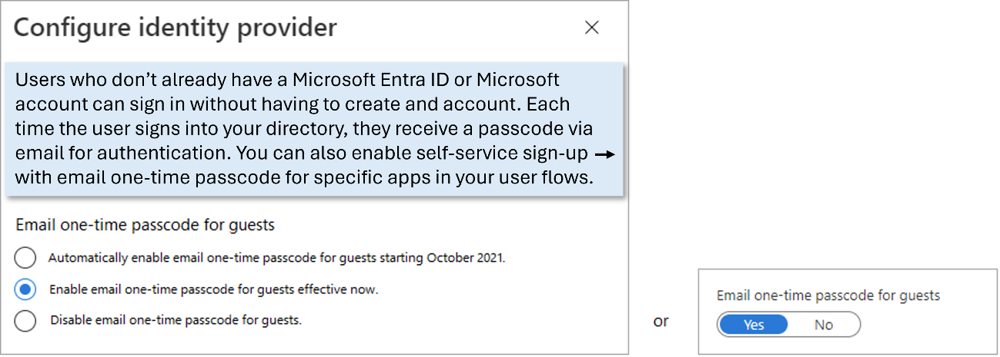 Configure identity provider
Users who don’t already have a Microsoft Entra ID or Microsoft
account can sign in without having to create and account. Each
time the user signs into your directory, they receive a passcode via
email for authentication. You can also enable self-service sign-up
with email one-time passcode for specific apps in your user flows.
Email one-time passcode for guests
Automatically enable email one-time passcode for guests starting October 2021.
Enable email one-time passcode for guests effective now.
Disable email one-time passcode for guests.
or
Email one-time passcode for guests
Yes No